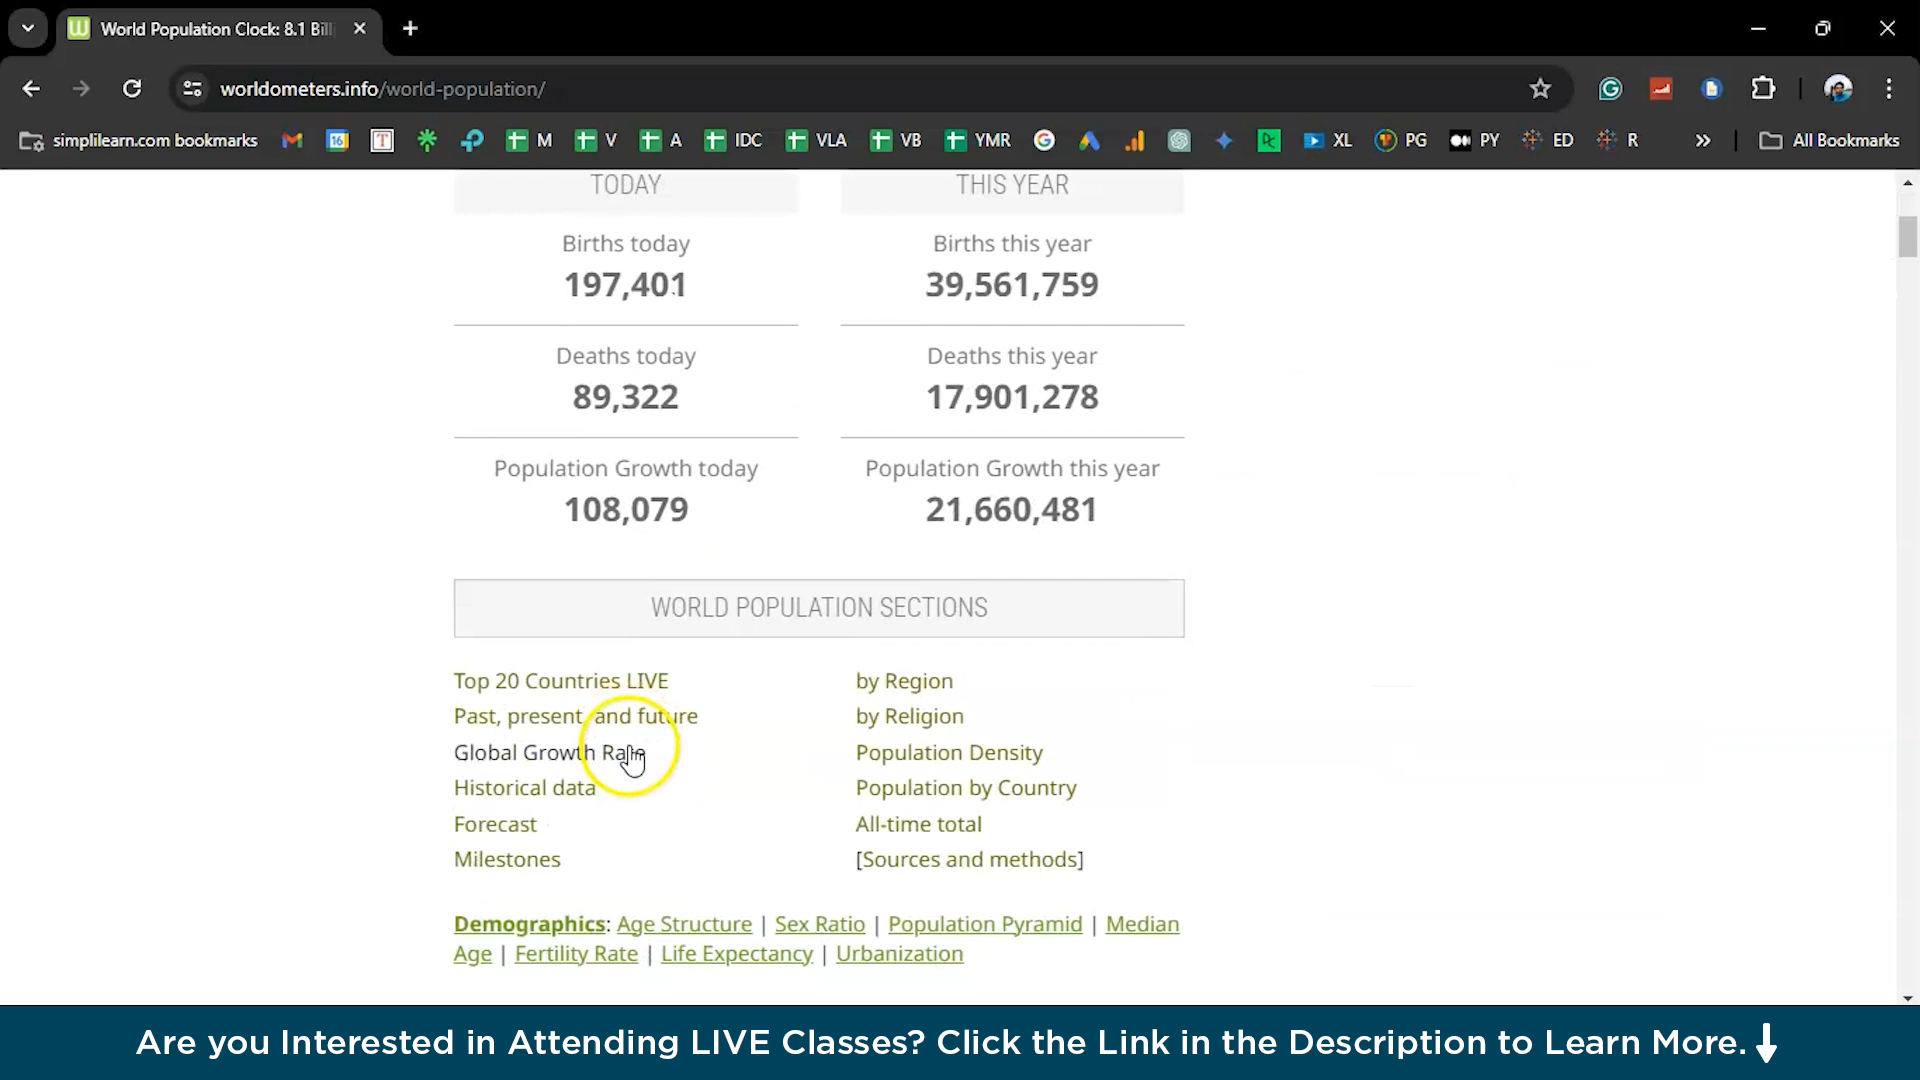 World Population Clock: 8.1 Bill
worldometers.info/world-population/
simplilearn.com bookmarks 16 T M V A IDC VLA VB YMR XL PG PY ED R » All Bookmarks
TODAY THIS YEAR
Births today Births this year
197,401 39,561,759
Deaths today Deaths this year
89,322 17,901,278
Population Growth today Population Growth this year
108,079 21,660,481
WORLD POPULATION SECTIONS
Top 20 Countries LIVE by Region
Past, present and future by Religion
Global Growth Rate Population Density
Historical data Population by Country
Forecast All-time total
Milestones [Sources and methods]
Demographics: Age Structure | Sex Ratio | Population Pyramid | Median
Age | Fertility Rate | Life Expectancy | Urbanization
Are you Interested in Attending LIVE Classes? Click the Link in the Description to Learn More.